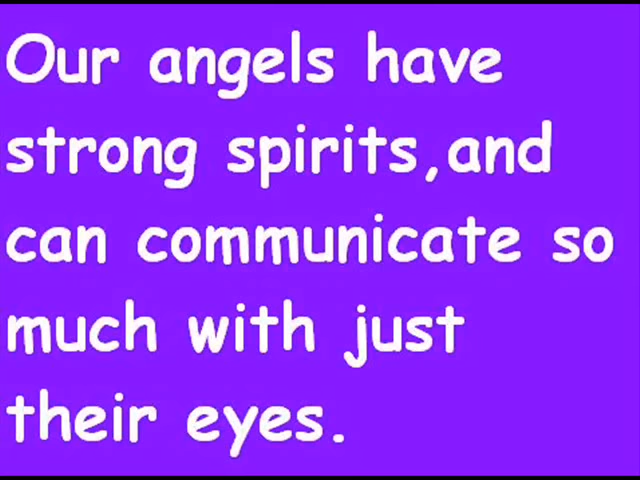 Our angels have
strong spirits,and
can communicate so
much with just
their eyes.